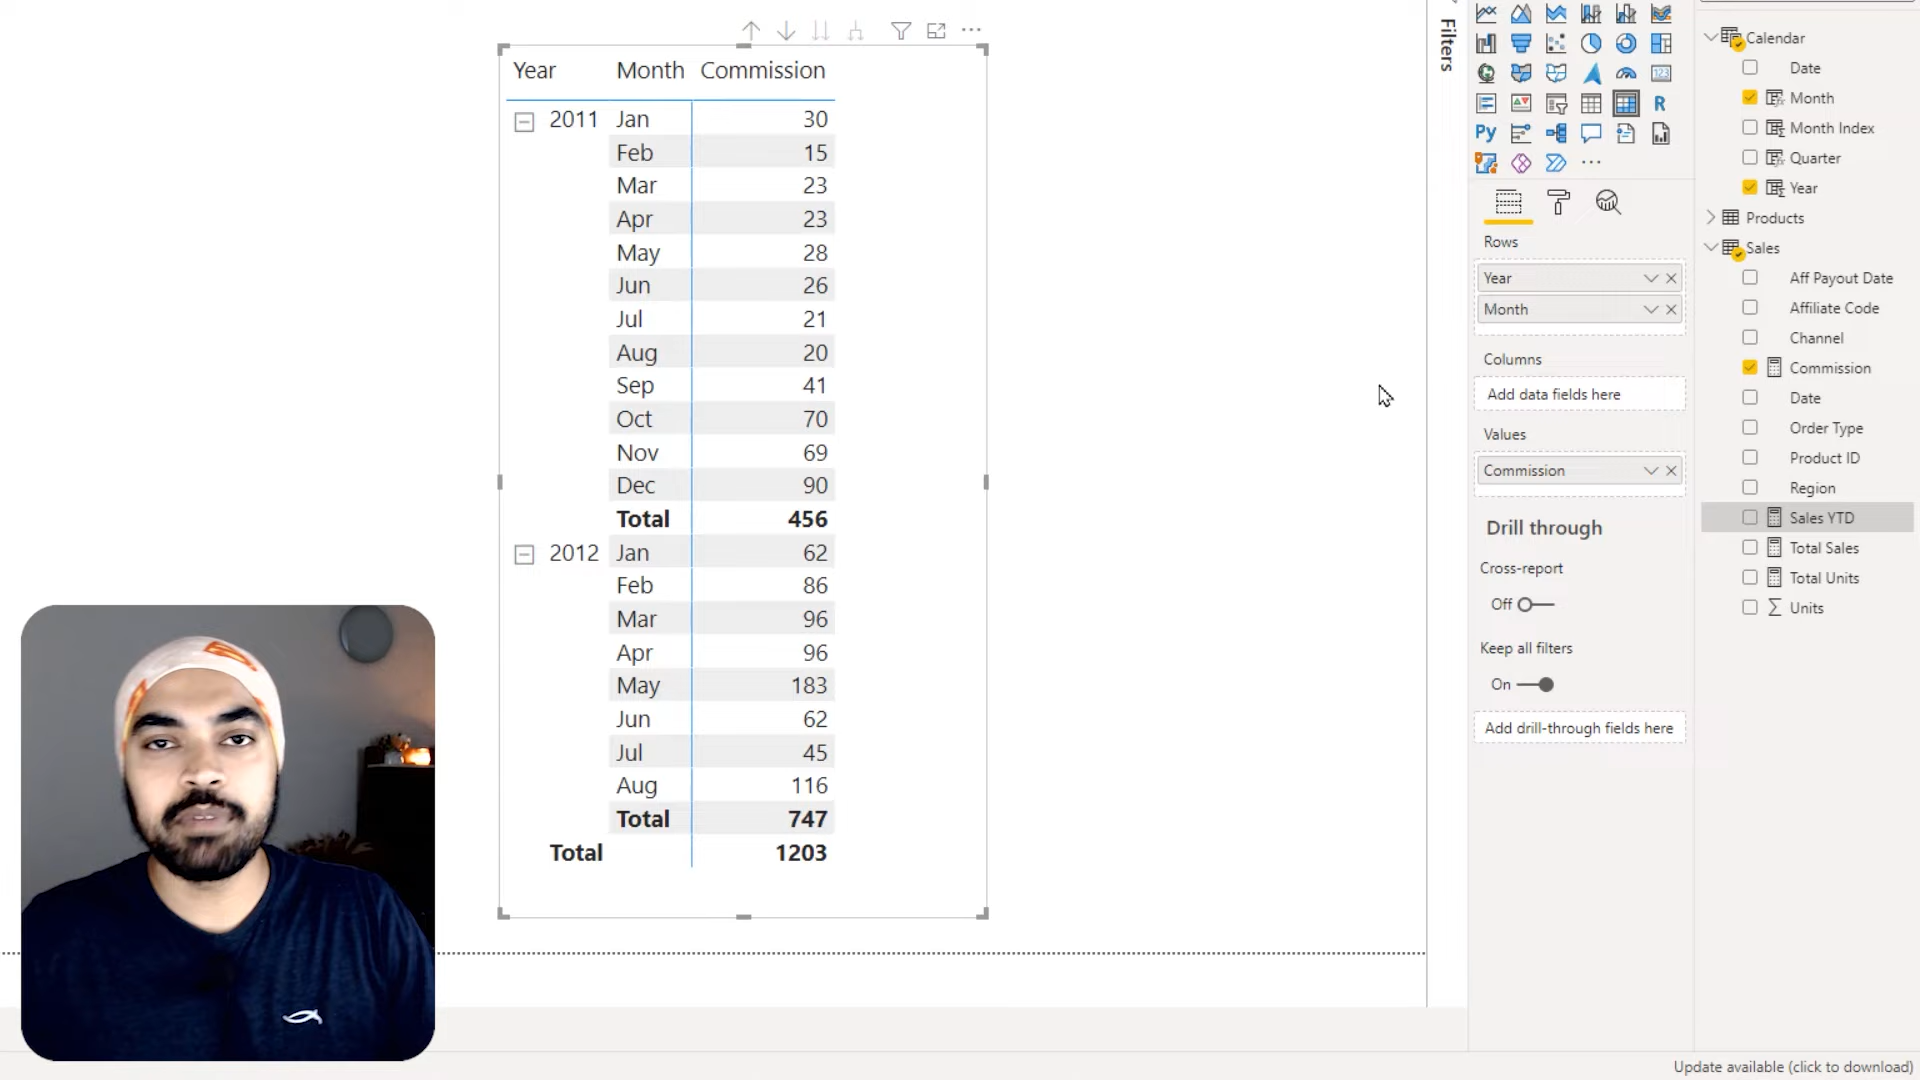 Year Month Commission
2011 Jan 30
Feb 15
Mar 23
Apr 23
May 28
Jun 26
Jul 21
Aug 20
Sep 41
Oct 70
Nov 69
Dec 90
Total 456
2012 Jan 62
Feb 86
Mar 96
Apr 96
May 183
Jun 62
Jul 45
Aug 116
Total 747
Total 1203
Filters
123
R
Py
Rows
Year
Month
Columns
Add data fields here
Values
Commission
Drill through
Cross-report
Off
Keep all filters
On
Add drill-through fields here
Calendar
Date
Month
Month Index
Quarter
Year
Products
Sales
Aff Payout Date
Affiliate Code
Channel
Commission
Date
Order Type
Product ID
Region
Sales YTD
Total Sales
Total Units
Σ Units
Update available (click to download)